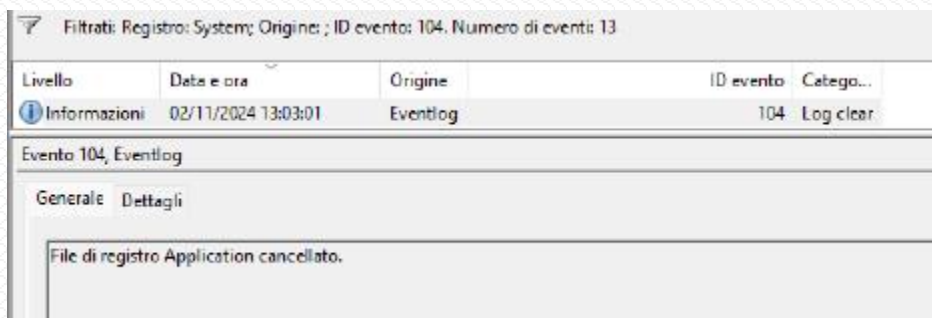 Filtrati: Registro: System; Origine: ; ID evento: 104. Numero di eventi: 13
Livello Data e ora Origine ID evento Catego...
Informazioni 02/11/2024 13:03:01 Eventlog 104 Log clear
Evento 104, Eventlog
Generale Dettagli
File di registro Application cancellato.